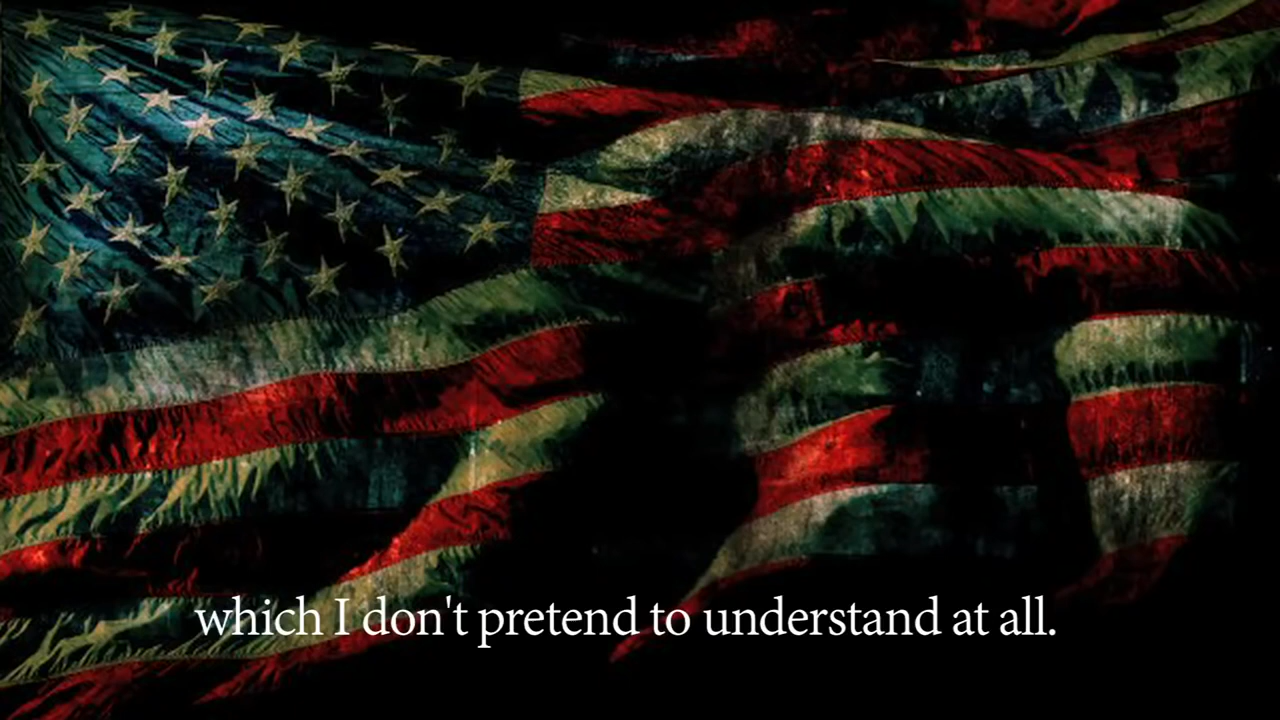 which I don't pretend to understand at all.